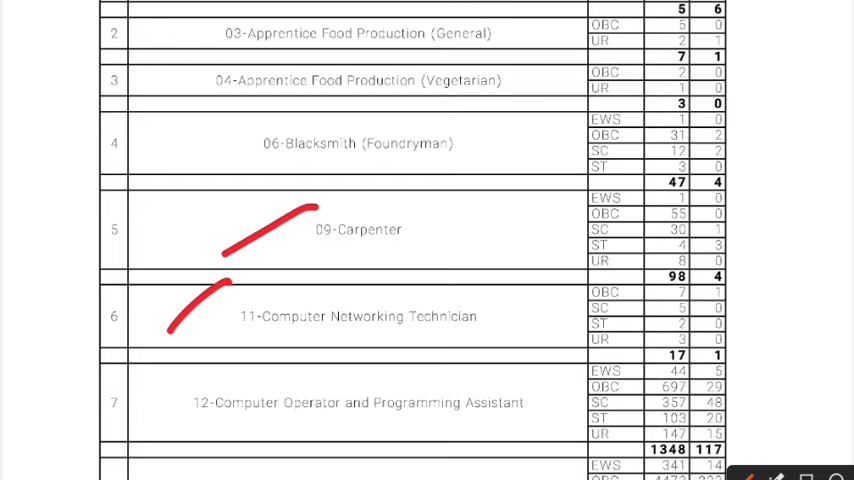 5 6
2 03-Apprentice Food Production (General) OBC 5 0
UR 2 1
7 1
3 04-Apprentice Food Production (Vegetarian) OBC 2 0
UR 1 0
3 0
4 06-Blacksmith (Foundryman) EWS 1 0
OBC 31 2
SC 12 2
ST 3 0
47 4
5 09-Carpenter EWS 1 0
OBC 55 0
SC 30 1
ST 4 3
UR 8 0
98 4
6 11-Computer Networking Technician OBC 7 1
SC 5 0
ST 2 0
UR 3 0
17 1
7 12-Computer Operator and Programming Assistant EWS 44 5
OBC 697 29
SC 357 48
ST 103 20
UR 147 15
1348 117
EWS 341 14